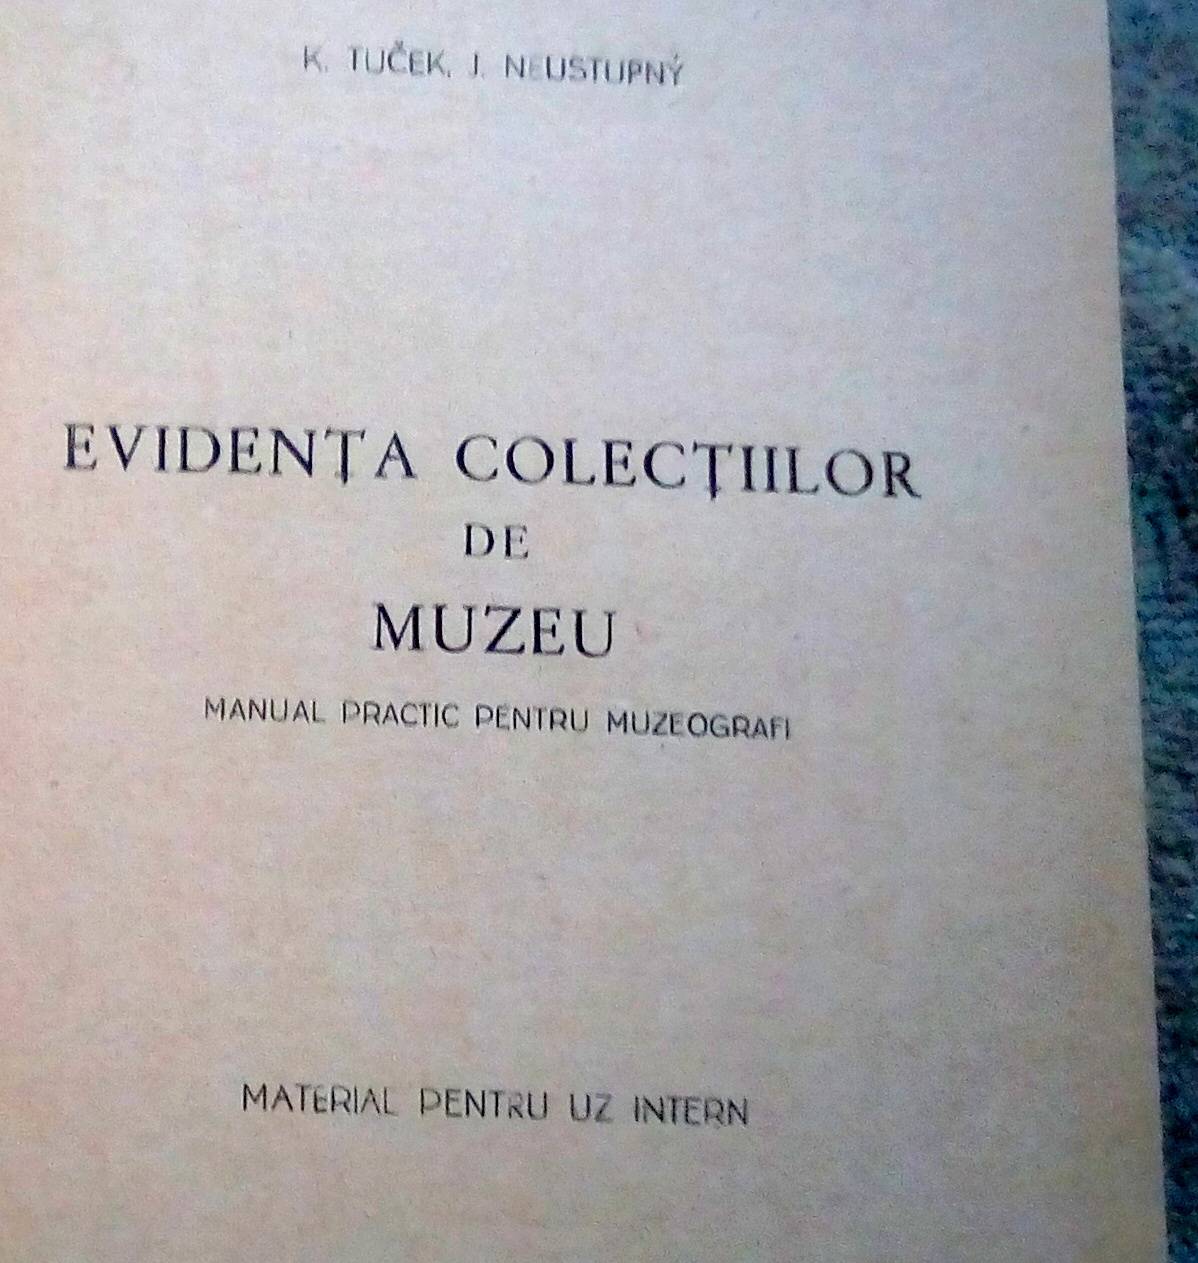 K. TUČEK, J. NEUSTUPNÝ
EVIDENȚA COLECȚIILOR
DE
MUZEU
MANUAL PRACTIC PENTRU MUZEOGRAFI
MATERIAL PENTRU UZ INTERN